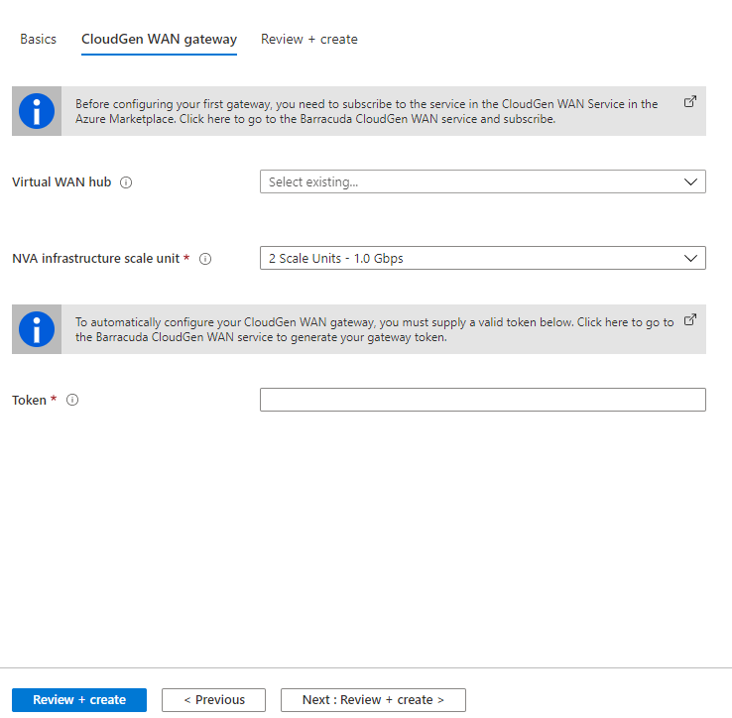 Basics CloudGen WAN gateway Review + create
Before configuring your first gateway, you need to subscribe to the service in the CloudGen WAN Service in the
Azure Marketplace. Click here to go to the Barracuda CloudGen WAN service and subscribe.
Virtual WAN hub Select existing...
NVA infrastructure scale unit * 2 Scale Units - 1.0 Gbps
To automatically configure your CloudGen WAN gateway, you must supply a valid token below. Click here to go to
the Barracuda CloudGen WAN service to generate your gateway token.
Token *
Review + create < Previous Next : Review + create >